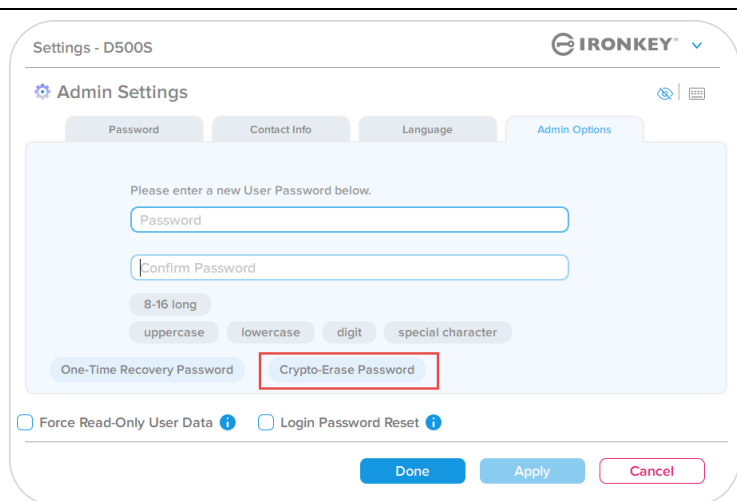 Settings - D500S
IRONKEY™
Admin Settings
Password Contact Info Language Admin Options
Please enter a new User Password below.
Password
Confirm Password
8-16 long
uppercase lowercase digit special character
One-Time Recovery Password Crypto-Erase Password
Force Read-Only User Data i Login Password Reset i
Done Apply Cancel